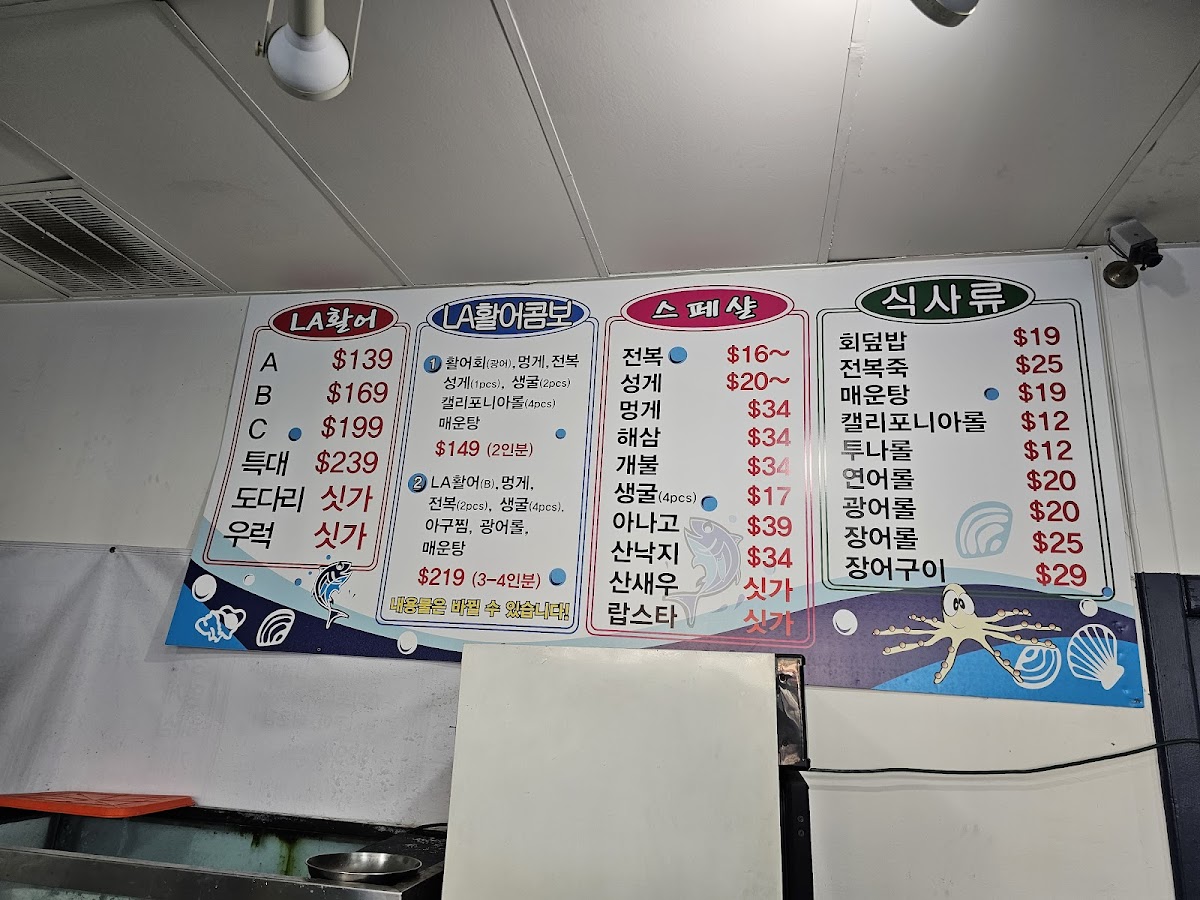 LA활어
A $139
B $169
C $199
특대 $239
도다리 싯가
우럭 싯가
LA활어콤보
1 활어회(광어), 멍게, 전복
성게(1pcs), 생굴(2pcs)
캘리포니아롤(4pcs)
매운탕
$149 (2인분)
2 LA활어(B), 멍게,
전복(2pcs), 생굴(4pcs),
아구찜, 광어롤,
매운탕
$219 (3-4인분)
내용물은 바뀔 수 있습니다!
스페샬
전복 $16~
성게 $20~
멍게 $34
해삼 $34
개불 $34
생굴(4pcs) $17
아나고 $39
산낙지 $34
산새우 싯가
랍스타 싯가
식사류
회덮밥 $19
전복죽 $25
매운탕 $19
캘리포니아롤 $12
투나롤 $12
연어롤 $20
광어롤 $20
장어롤 $25
장어구이 $29